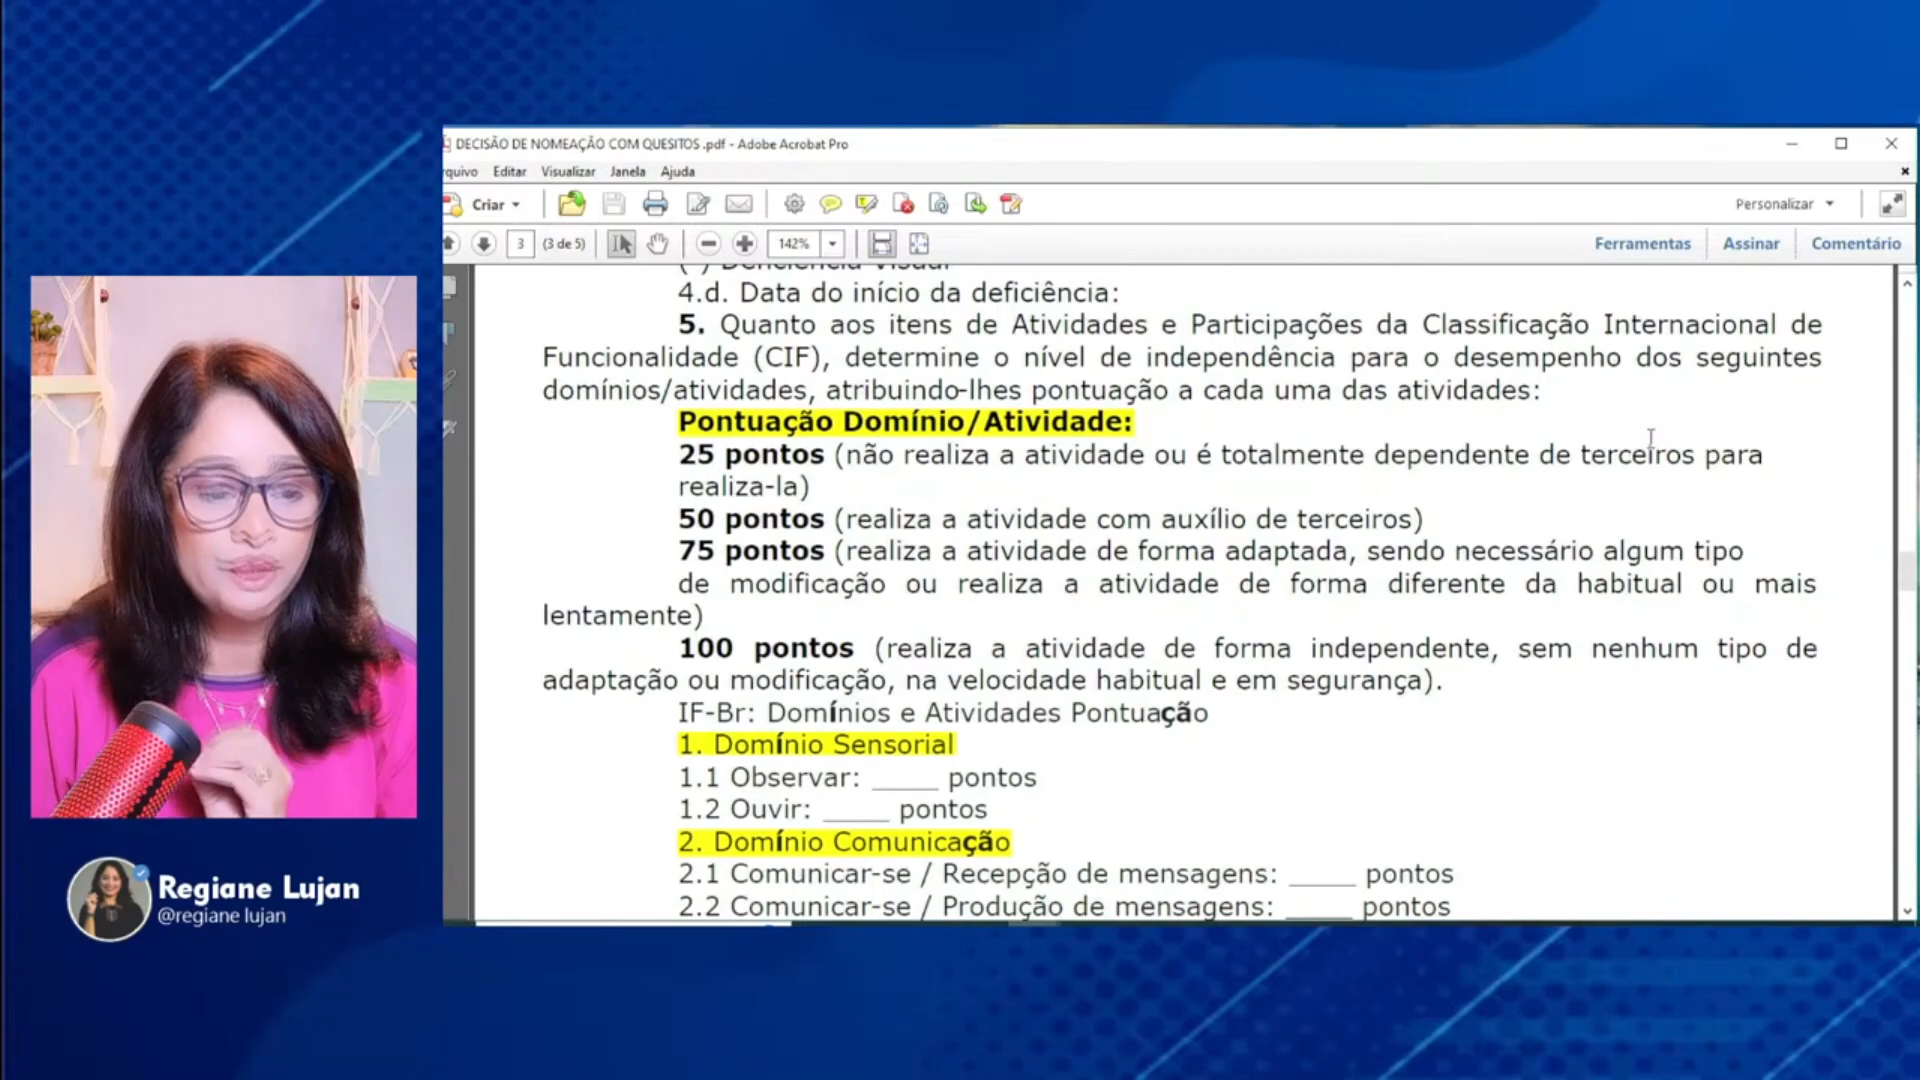 DECISÃO DE NOMEAÇÃO COM QUESITOS .pdf - Adobe Acrobat Pro
quivo Editar Visualizar Janela Ajuda
Criar Personalizar
3 (3 de 5) 142% Ferramentas Assinar Comentário
( ) Deficiência Visual
4.d. Data do início da deficiência:
5. Quanto aos itens de Atividades e Participações da Classificação Internacional de
Funcionalidade (CIF), determine o nível de independência para o desempenho dos seguintes
domínios/atividades, atribuindo-lhes pontuação a cada uma das atividades:
Pontuação Domínio/Atividade:
25 pontos (não realiza a atividade ou é totalmente dependente de terceiros para
realiza-la)
50 pontos (realiza a atividade com auxílio de terceiros)
75 pontos (realiza a atividade de forma adaptada, sendo necessário algum tipo
de modificação ou realiza a atividade de forma diferente da habitual ou mais
lentamente)
100 pontos (realiza a atividade de forma independente, sem nenhum tipo de
adaptação ou modificação, na velocidade habitual e em segurança).
IF-Br: Domínios e Atividades Pontuação
1. Domínio Sensorial
1.1 Observar: _____ pontos
1.2 Ouvir: _____ pontos
2. Domínio Comunicação
2.1 Comunicar-se / Recepção de mensagens: _____ pontos
2.2 Comunicar-se / Produção de mensagens: _____ pontos
Regiane Lujan
@regiane lujan